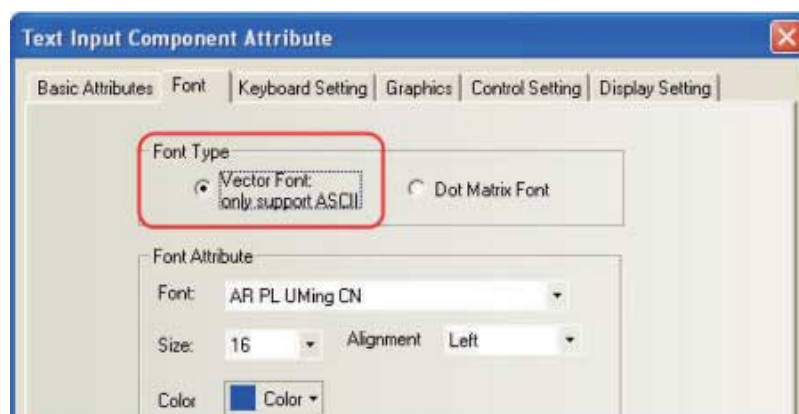 Text Input Component Attribute
Basic Attributes Font Keyboard Setting Graphics Control Setting Display Setting
Font Type
Vector Font:
only support ASCII
Dot Matrix Font
Font Attribute
Font: AR PL UMing CN
Size: 16 Alignment Left
Color Color